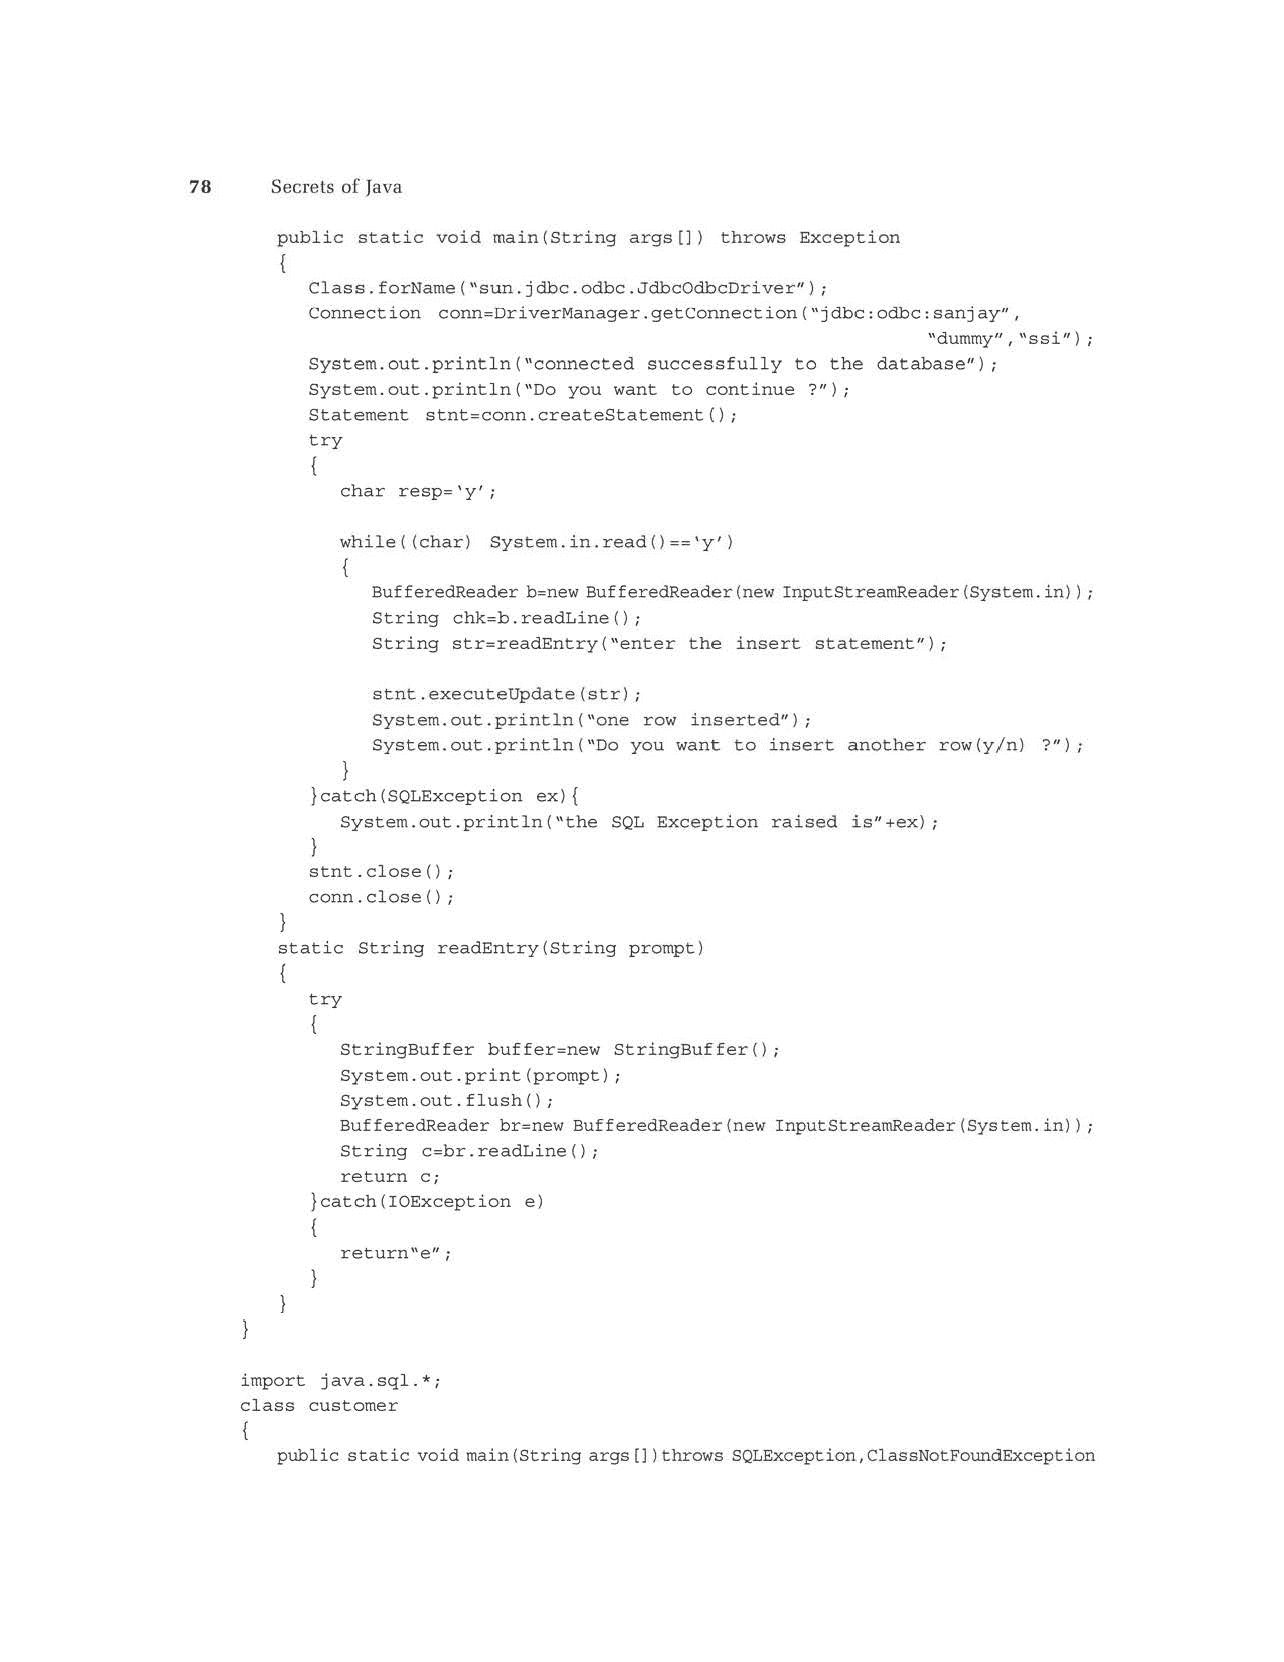 78 Secrets of Java
public static void main(String args[]) throws Exception
{
Class.forName(“sun.jdbc.odbc.JdbcOdbcDriver”);
Connection conn=DriverManager.getConnection(“jdbc:odbc:sanjay”,
“dummy”,“ssi”);
System.out.println(“connected successfully to the database”);
System.out.println(“Do you want to continue ?”);
Statement stnt=conn.createStatement();
try
{
char resp=‘y’;
while((char) System.in.read()==‘y’)
{
BufferedReader b=new BufferedReader(new InputStreamReader(System.in));
String chk=b.readLine();
String str=readEntry(“enter the insert statement”);
stnt.executeUpdate(str);
System.out.println(“one row inserted”);
System.out.println(“Do you want to insert another row(y/n) ?”);
}
}catch(SQLException ex){
System.out.println(“the SQL Exception raised is”+ex);
}
stnt.close();
conn.close();
}
static String readEntry(String prompt)
{
try
{
StringBuffer buffer=new StringBuffer();
System.out.print(prompt);
System.out.flush();
BufferedReader br=new BufferedReader(new InputStreamReader(System.in));
String c=br.readLine();
return c;
}catch(IOException e)
{
return“e”;
}
}
}
import java.sql.*;
class customer
{
public static void main(String args[])throws SQLException,ClassNotFoundException